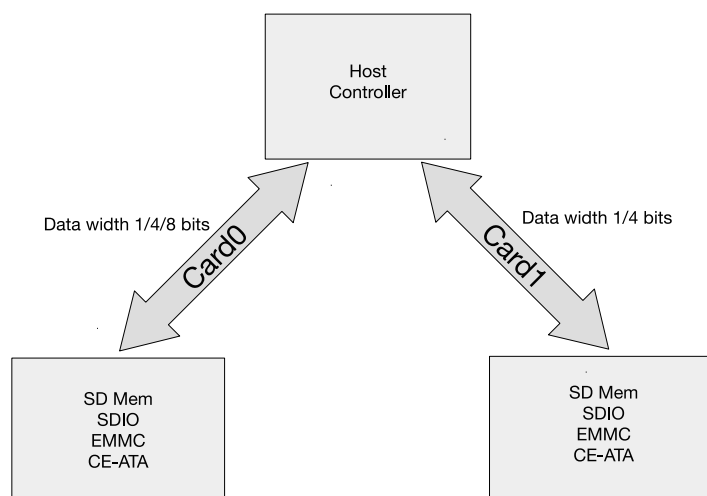 Host
Controller
Data width 1/4/8 bits
Card0
Card1
Data width 1/4 bits
SD Mem
SDIO
EMMC
CE-ATA
SD Mem
SDIO
EMMC
CE-ATA